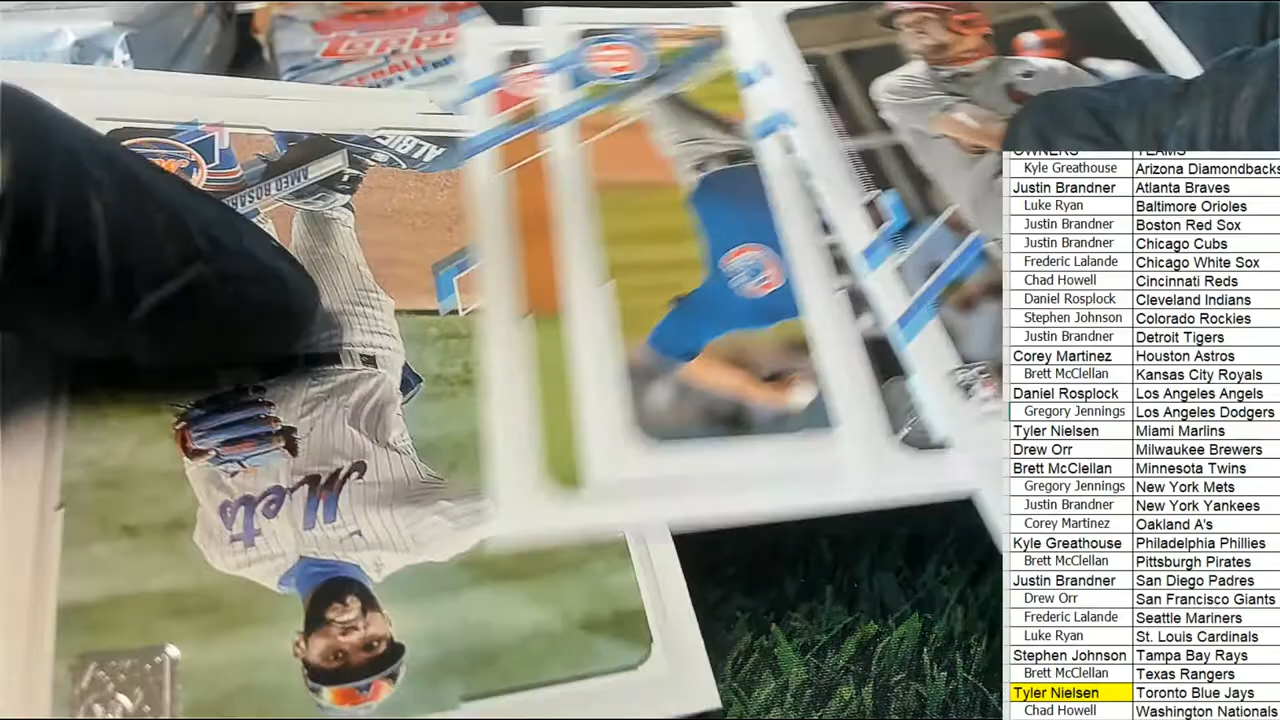 Topps
BASEBALL
ALBIE
AMED ROSARIO
Mets
OWNERS TEAMS
Kyle Greathouse Arizona Diamondbacks
Justin Brandner Atlanta Braves
Luke Ryan Baltimore Orioles
Justin Brandner Boston Red Sox
Justin Brandner Chicago Cubs
Frederic Lalande Chicago White Sox
Chad Howell Cincinnati Reds
Daniel Rosplock Cleveland Indians
Stephen Johnson Colorado Rockies
Justin Brandner Detroit Tigers
Corey Martinez Houston Astros
Brett McClellan Kansas City Royals
Daniel Rosplock Los Angeles Angels
Gregory Jennings Los Angeles Dodgers
Tyler Nielsen Miami Marlins
Drew Orr Milwaukee Brewers
Brett McClellan Minnesota Twins
Gregory Jennings New York Mets
Justin Brandner New York Yankees
Corey Martinez Oakland A's
Kyle Greathouse Philadelphia Phillies
Brett McClellan Pittsburgh Pirates
Justin Brandner San Diego Padres
Drew Orr San Francisco Giants
Frederic Lalande Seattle Mariners
Luke Ryan St. Louis Cardinals
Stephen Johnson Tampa Bay Rays
Brett McClellan Texas Rangers
Tyler Nielsen Toronto Blue Jays
Chad Howell Washington Nationals